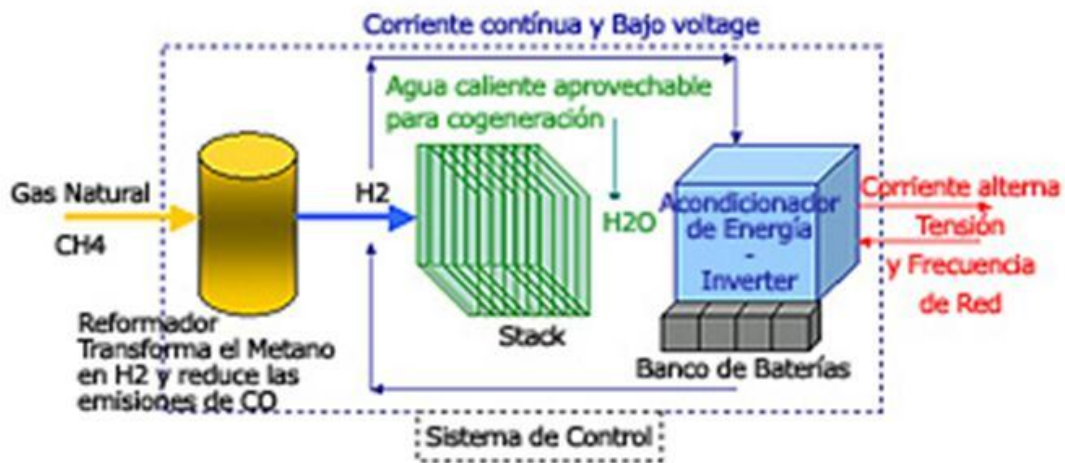 Corriente contínua y Bajo voltage
Agua caliente aprovechable
para cogeneración
Gas Natural
CH4
H2
H2O
Acondicionador
de Energía
-
Inverter
Corriente alterna
Tensión
y Frecuencia
de Red
Reformador
Transforma el Metano
en H2 y reduce las
emisiones de CO
Stack
Banco de Baterías
Sistema de Control